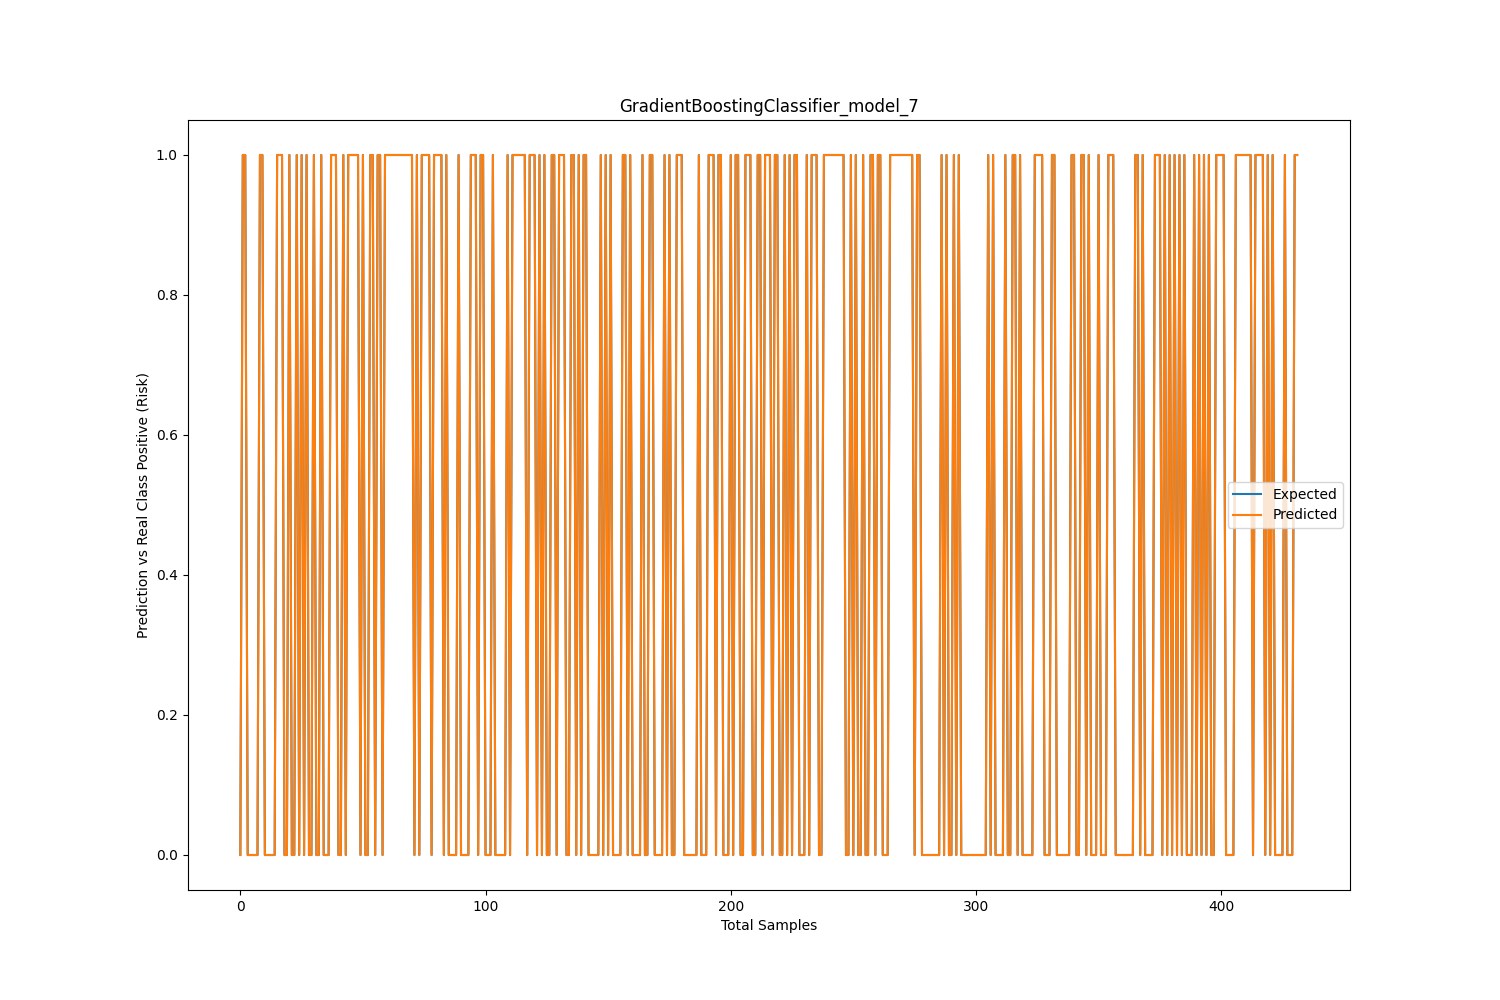 GradientBoostingClassifier_model_7
1.0
0.8
0.6
0.4
0.2
0.0
Prediction vs Real Class Positive (Risk)
Expected
Predicted
0
100
200
300
400
Total Samples